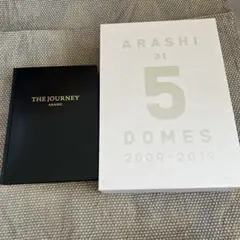 THE JOURNEY
ARASHI
ARASHI
at
5
DOMES
2009-2019